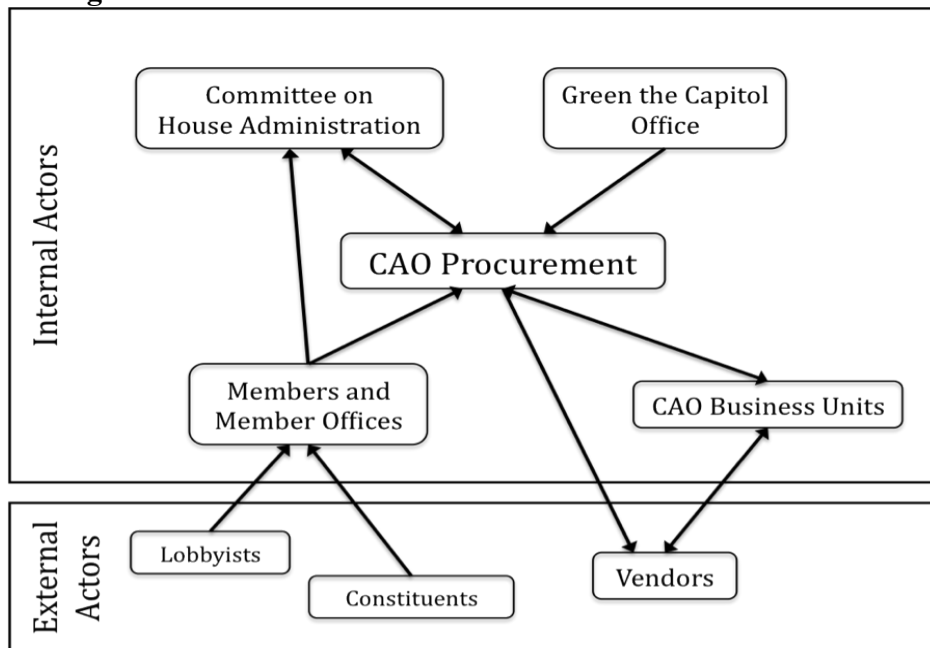 Internal Actors
Committee on
House Administration
Green the Capitol
Office
CAO Procurement
Members and
Member Offices
CAO Business Units
External
Actors
Lobbyists
Constituents
Vendors